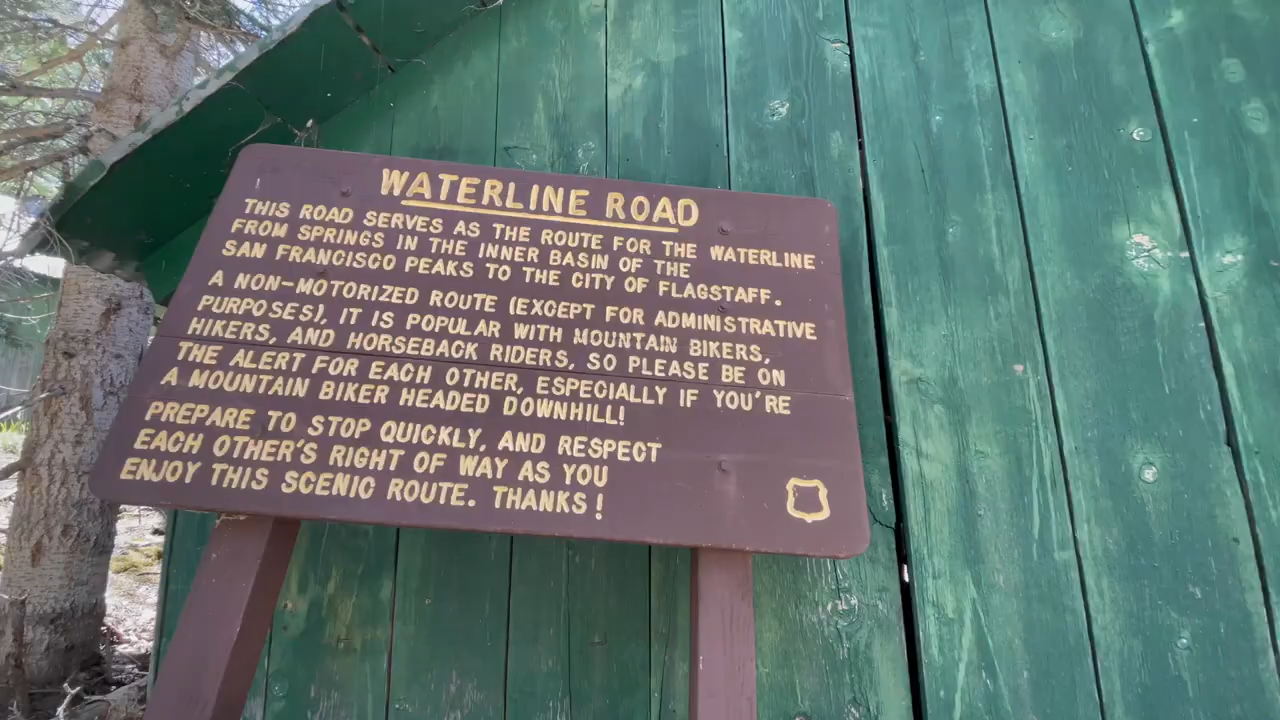 WATERLINE ROAD
THIS ROAD SERVES AS THE ROUTE FOR THE WATERLINE
FROM SPRINGS IN THE INNER BASIN OF THE
SAN FRANCISCO PEAKS TO THE CITY OF FLAGSTAFF.
A NON-MOTORIZED ROUTE (EXCEPT FOR ADMINISTRATIVE
PURPOSES), IT IS POPULAR WITH MOUNTAIN BIKERS,
HIKERS, AND HORSEBACK RIDERS, SO PLEASE BE ON
THE ALERT FOR EACH OTHER, ESPECIALLY IF YOU'RE
A MOUNTAIN BIKER HEADED DOWNHILL!
PREPARE TO STOP QUICKLY, AND RESPECT
EACH OTHER'S RIGHT OF WAY AS YOU
ENJOY THIS SCENIC ROUTE. THANKS!